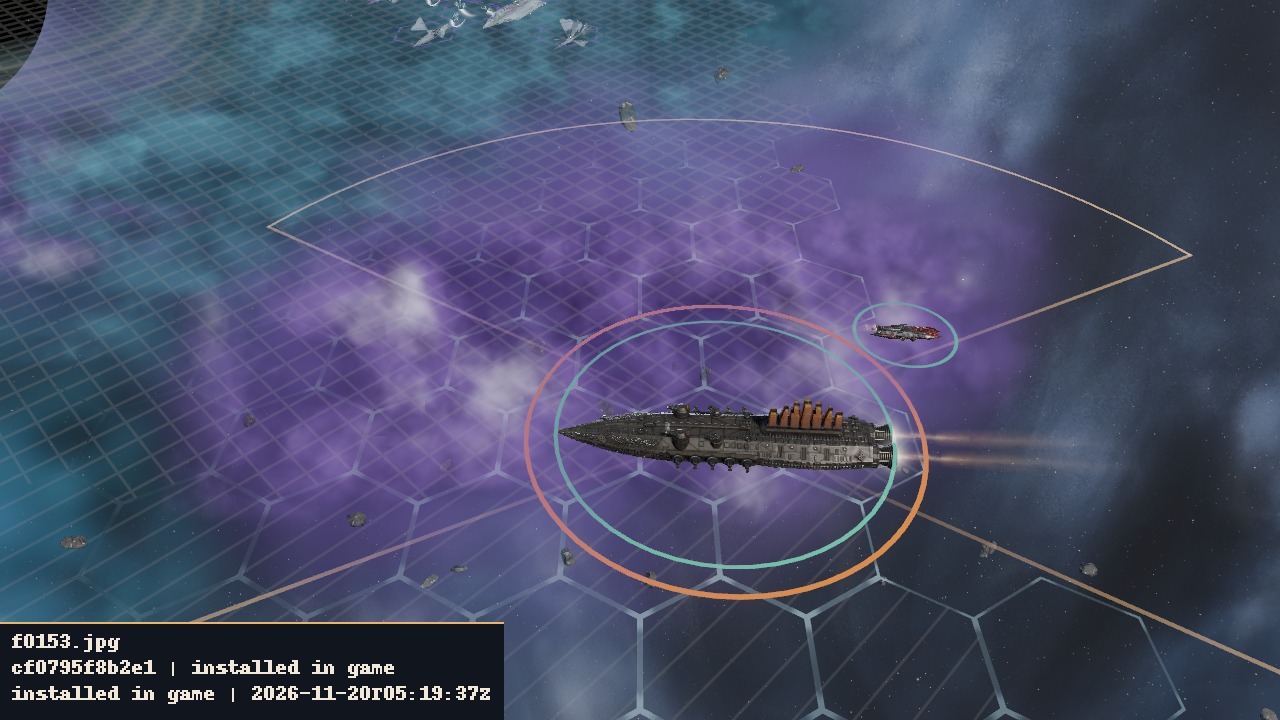 f0153.jpg
cf0795f8b2e1 | installed in game
installed in game | 2026-11-20T05:19:37Z